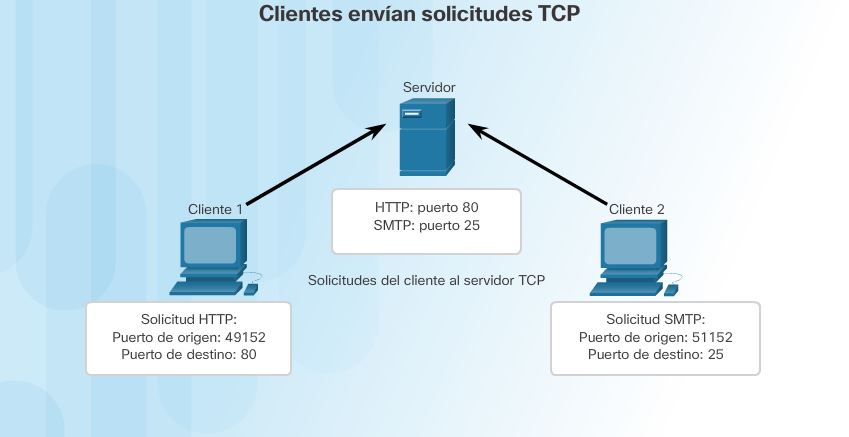 Clientes envían solicitudes TCP
Servidor
HTTP: puerto 80
SMTP: puerto 25
Cliente 1
Cliente 2
Solicitudes del cliente al servidor TCP
Solicitud HTTP:
Puerto de origen: 49152
Puerto de destino: 80
Solicitud SMTP:
Puerto de origen: 51152
Puerto de destino: 25